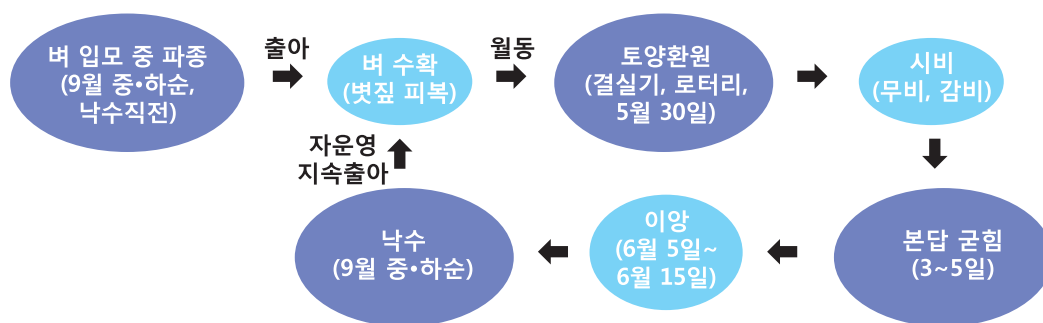 벼 입모 중 파종
(9월 중•하순,
낙수직전)
출아
벼 수확
(볏짚 피복)
월동
토양환원
(결실기, 로터리,
5월 30일)
시비
(무비, 감비)
본답 굳힘
(3~5일)
이앙
(6월 5일~
6월 15일)
낙수
(9월 중•하순)
자운영
지속출아